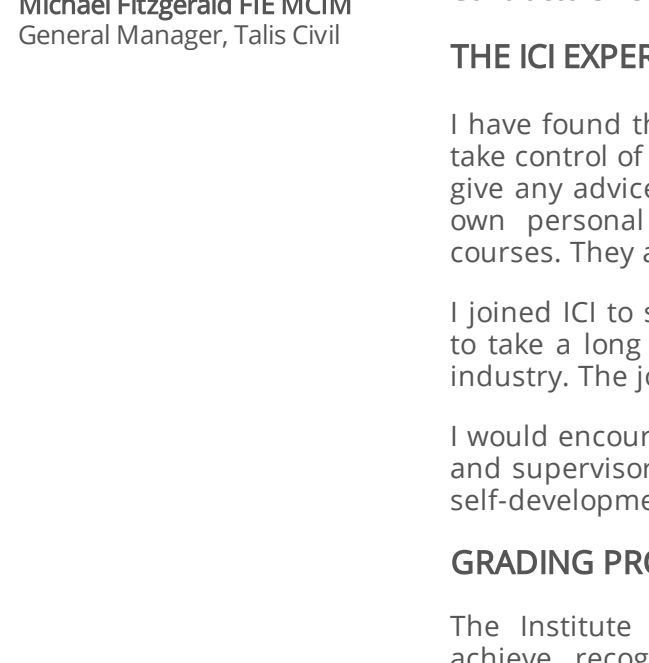 Michael Fitzgerald FIE MCIM
General Manager, Talis Civil
THE ICI EXPER
I have found th
take control of
give any advice
own personal
courses. They a
I joined ICI to s
to take a long
industry. The jo
I would encour
and supervisor
self-developme
GRADING PRO
The Institute
achieve recog